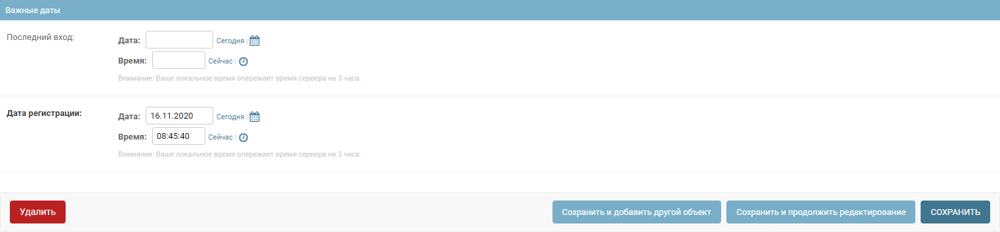 Важные даты
Последний вход:
Дата: Сегодня |
Время: Сейчас |
Внимание: Ваше локальное время опережает время сервера на 3 часа.
Дата регистрации:
Дата: 16.11.2020 Сегодня |
Время: 08:45:40 Сейчас |
Внимание: Ваше локальное время опережает время сервера на 3 часа.
Удалить Сохранить и добавить другой объект Сохранить и продолжить редактирование СОХРАНИТЬ